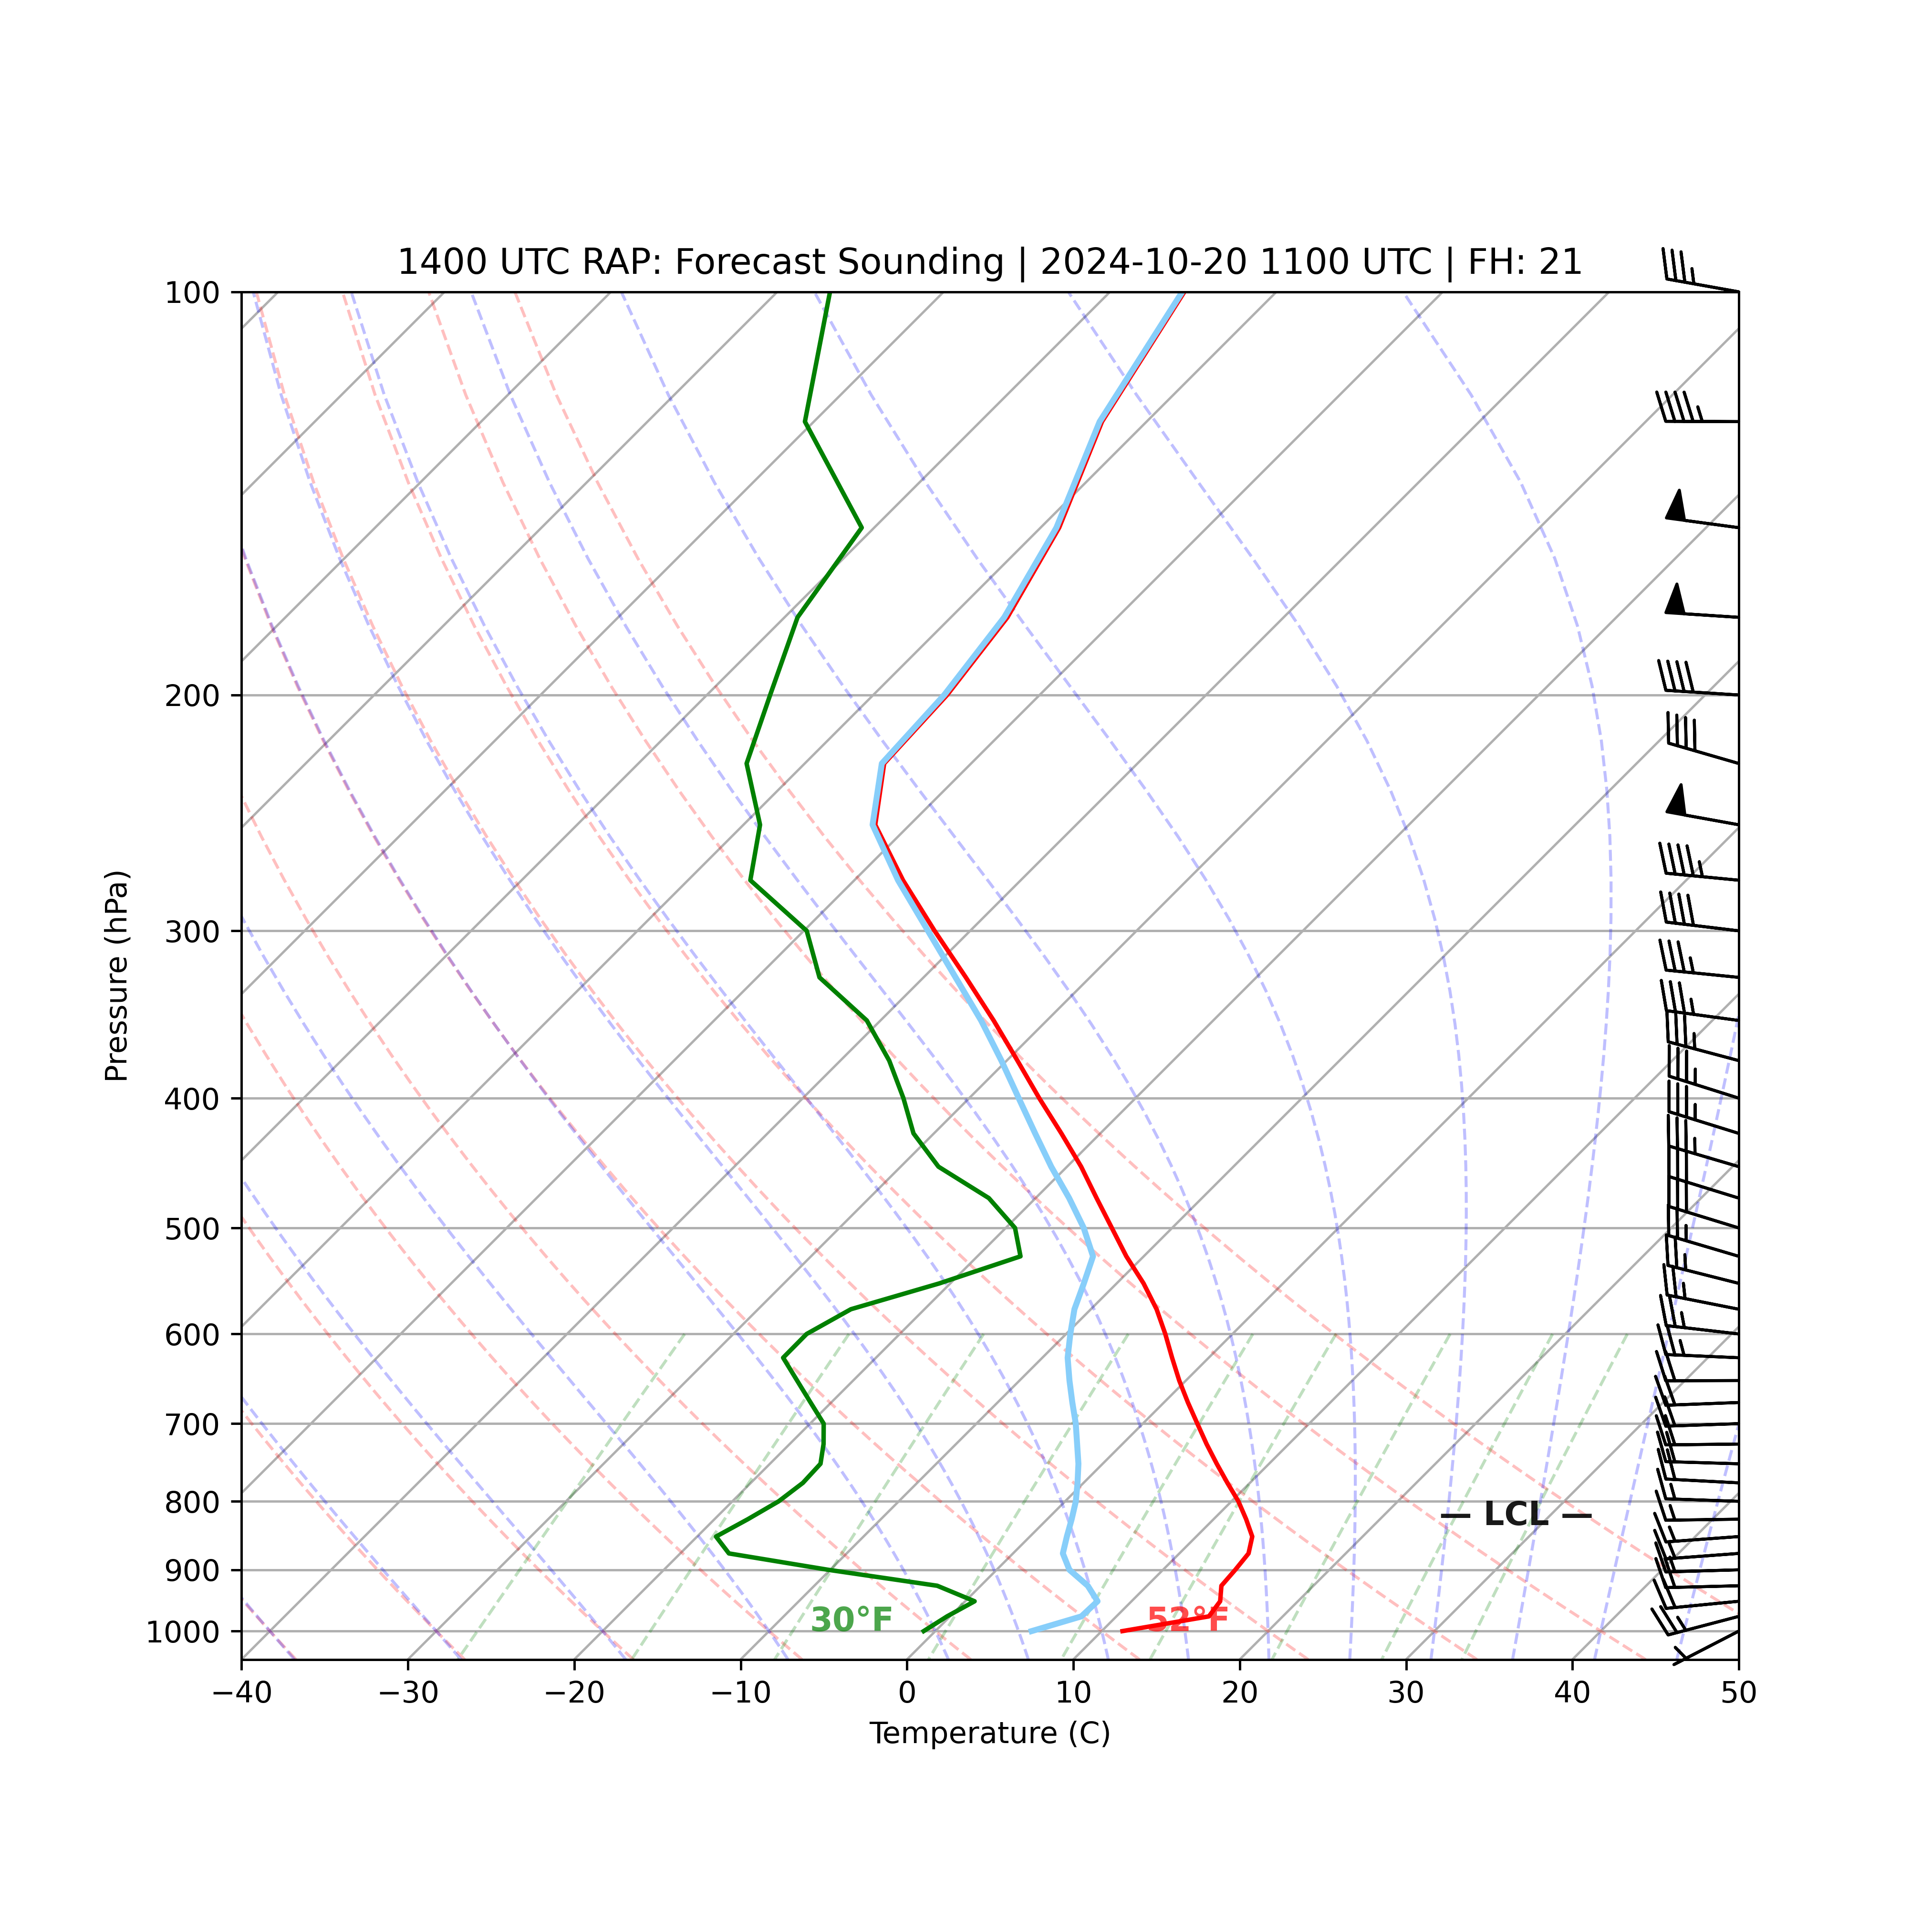 1400 UTC RAP: Forecast Sounding | 2024-10-20 1100 UTC | FH: 21
100
200
300
400
500
600
700
800
900
1000
Pressure (hPa)
— LCL —
30°F
52°F
−40 −30 −20 −10 0 10 20 30 40 50
Temperature (C)